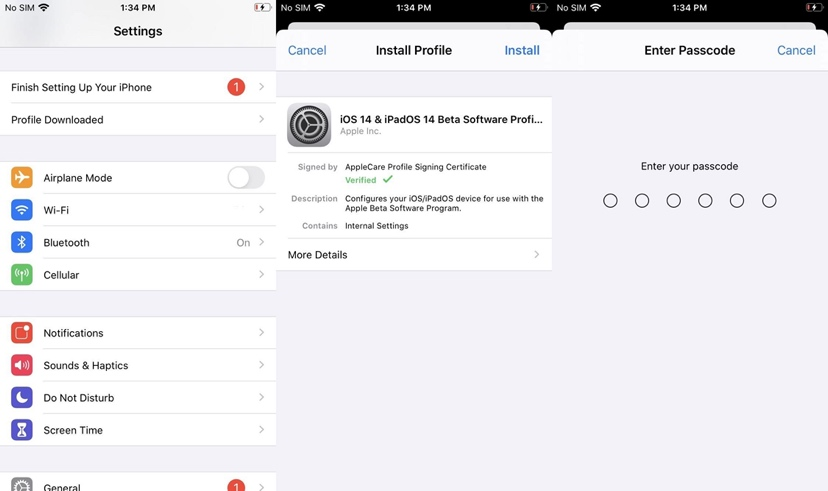 No SIM 1:34 PM
Settings
Finish Setting Up Your iPhone 1
Profile Downloaded
Airplane Mode
Wi-Fi
Bluetooth On
Cellular
Notifications
Sounds & Haptics
Do Not Disturb
Screen Time
General 1
No SIM 1:34 PM
Cancel Install Profile Install
iOS 14 & iPadOS 14 Beta Software Profi...
Apple Inc.
Signed by AppleCare Profile Signing Certificate
Verified
Description Configures your iOS/iPadOS device for use with the
Apple Beta Software Program.
Contains Internal Settings
More Details
No SIM 1:34 PM
Enter Passcode Cancel
Enter your passcode